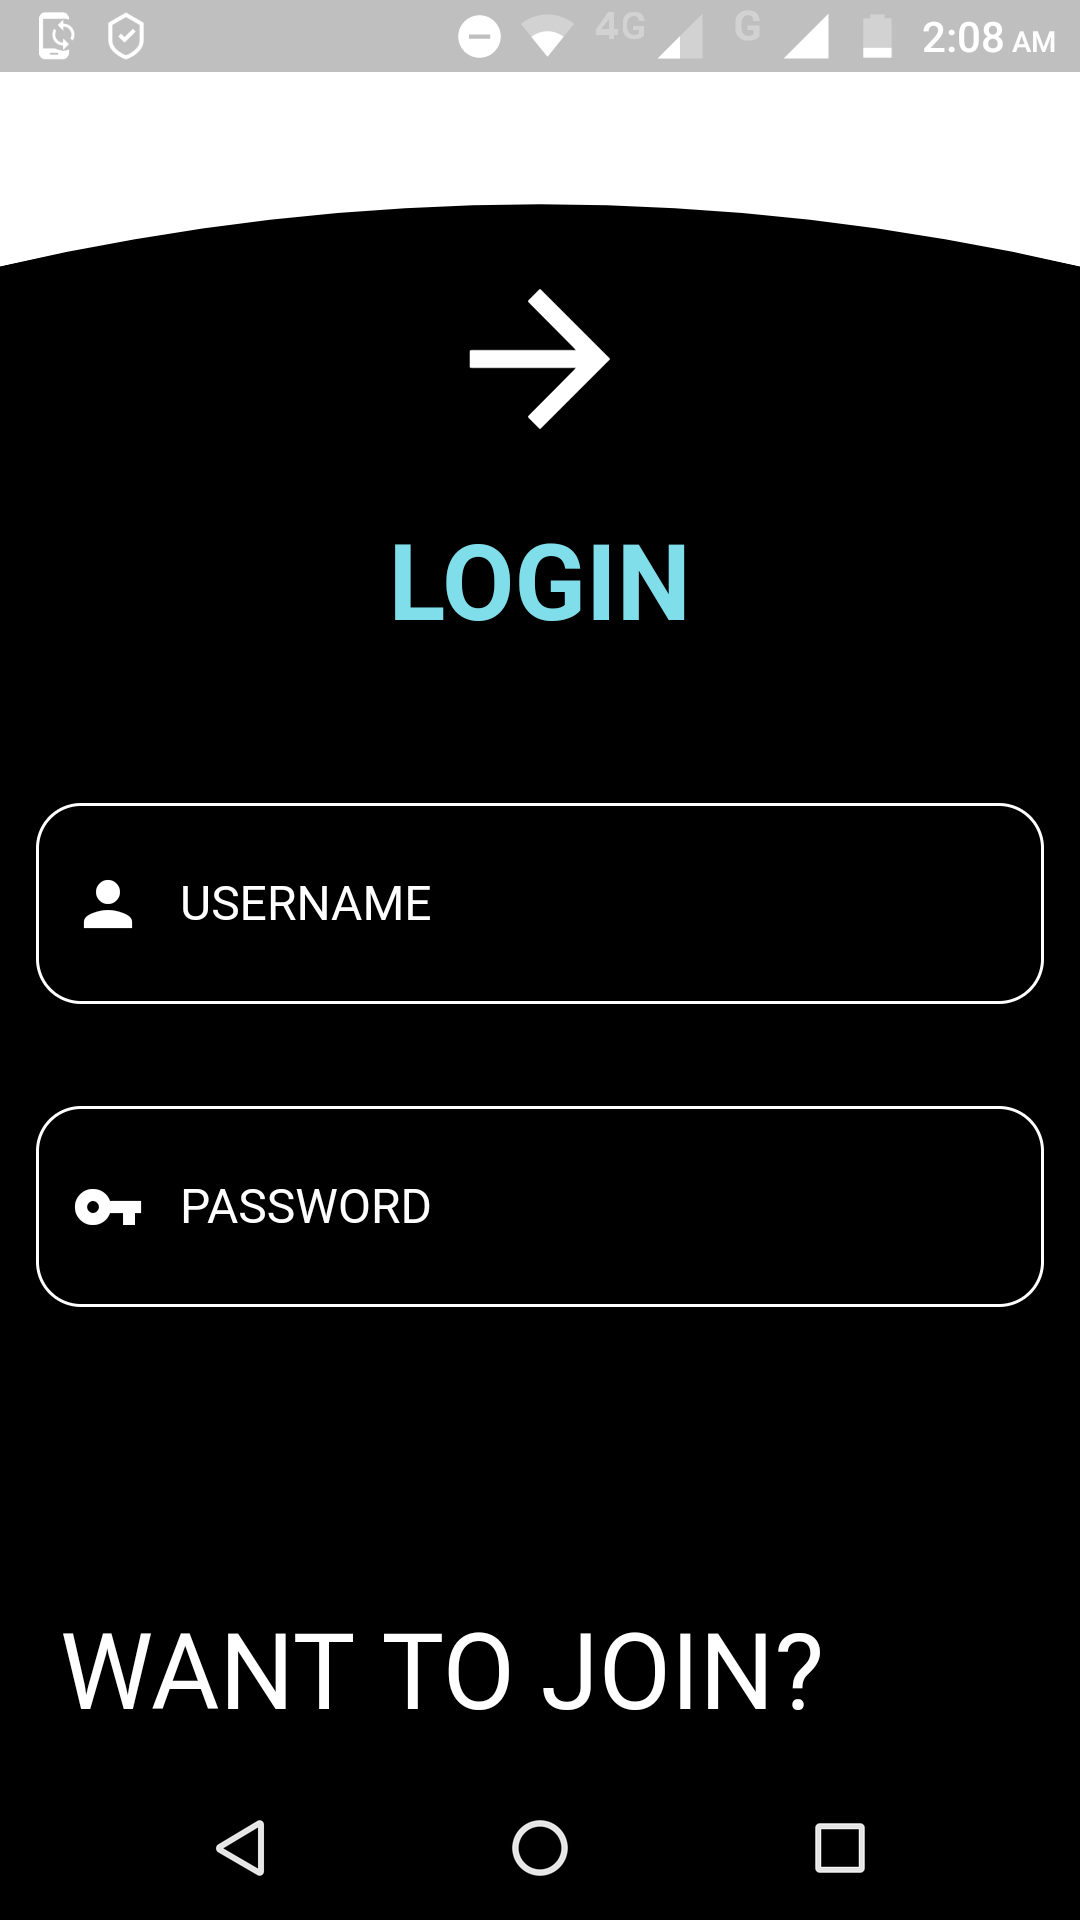 4G G 2:08 AM
LOGIN
USERNAME
PASSWORD
WANT TO JOIN?